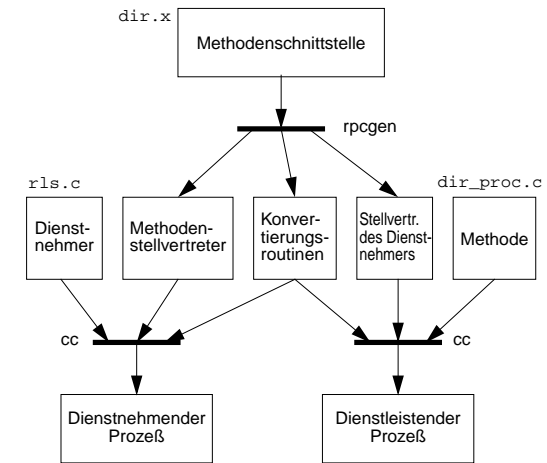 dir.x
Methodenschnittstelle
rpcgen
rls.c
dir_proc.c
Dienst-
nehmer
Methoden-
stellvertreter
Konver-
tierungs-
routinen
Stellvertr.
des Dienst-
nehmers
Methode
cc
cc
Dienstnehmender
Prozeß
Dienstleistender
Prozeß